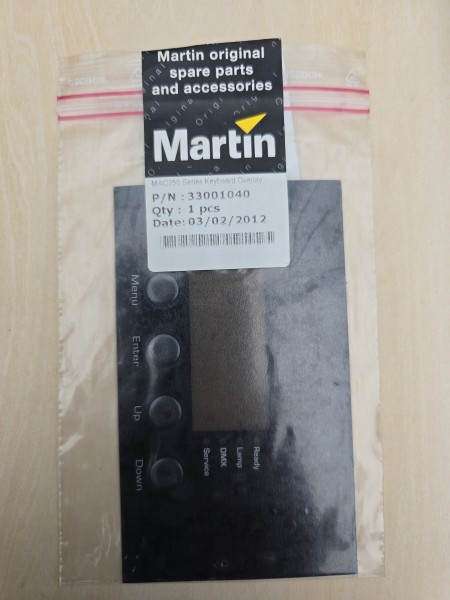 Martin original
spare parts
and accessories
Martin
MAC250 Series Keyboard Overlay
P/N : 33001040
Qty : 1 pcs
Date: 03/02/2012
Menu
Enter
Up
Down
Ready
Lamp
DMX
Service